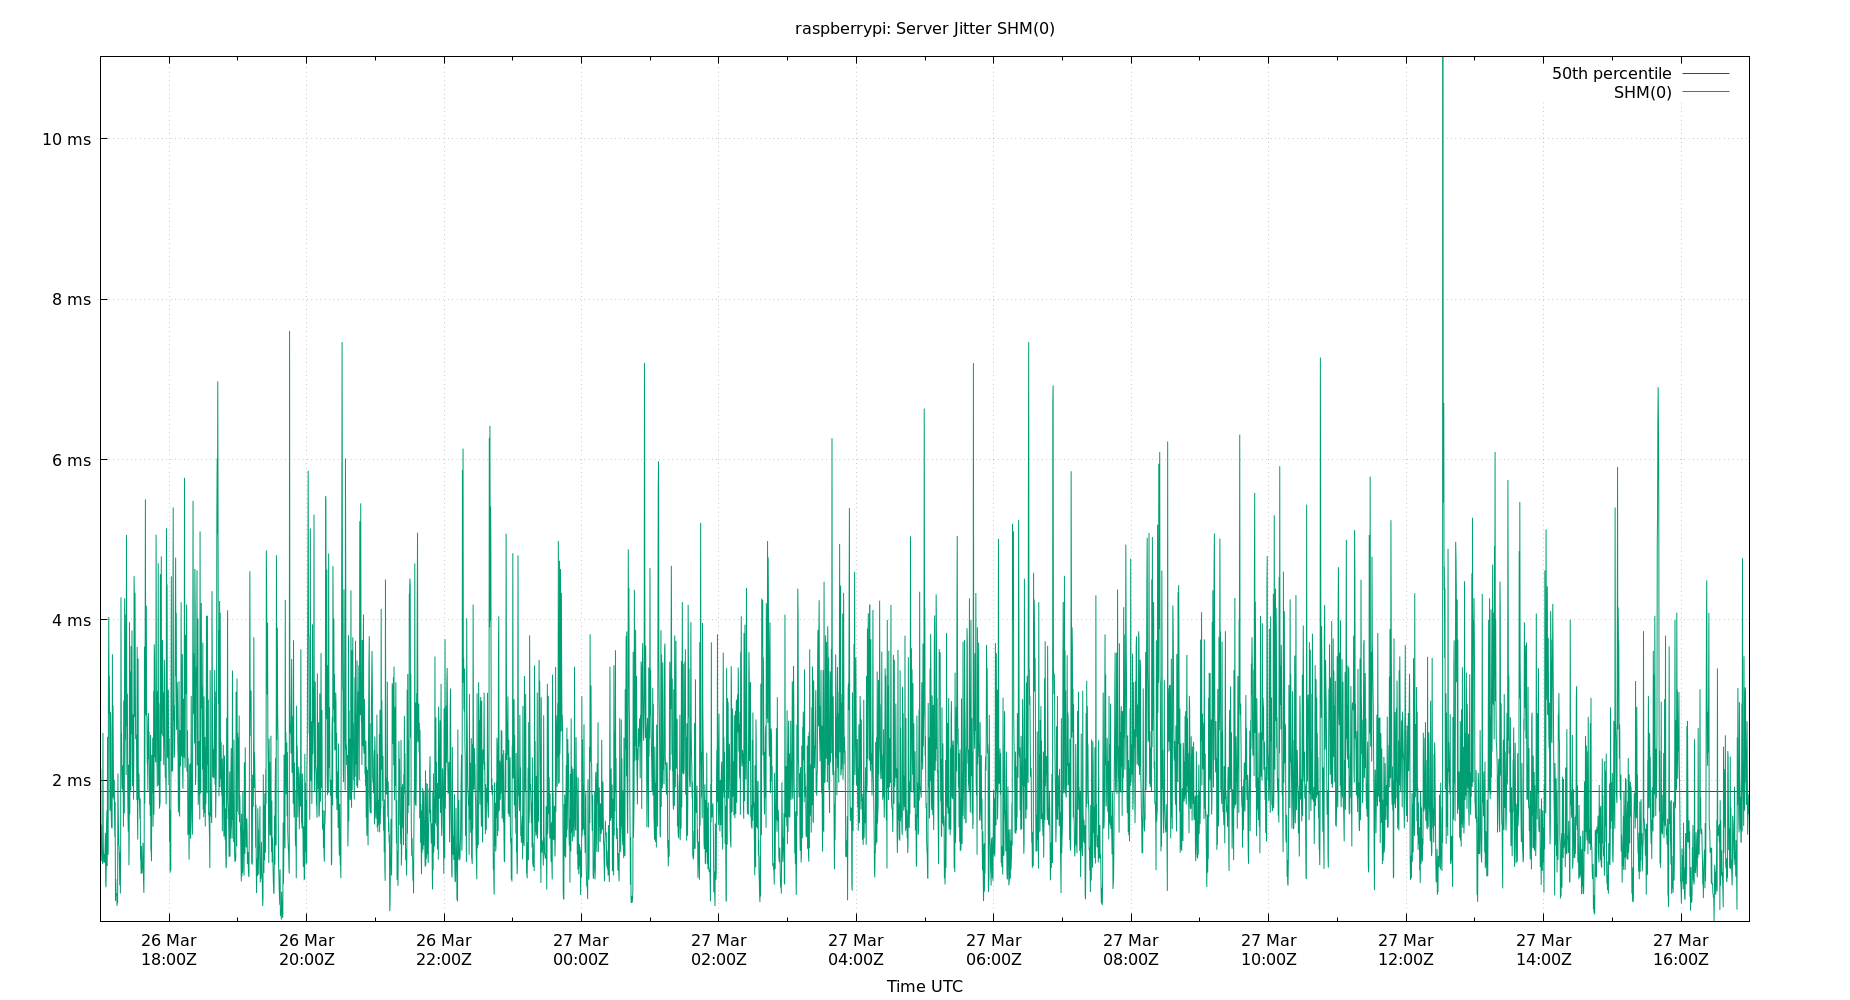 raspberrypi: Server Jitter SHM(0)
50th percentile
SHM(0)
10 ms
8 ms
6 ms
4 ms
2 ms
26 Mar 26 Mar 26 Mar 27 Mar 27 Mar 27 Mar 27 Mar 27 Mar 27 Mar 27 Mar 27 Mar 27 Mar
18:00Z 20:00Z 22:00Z 00:00Z 02:00Z 04:00Z 06:00Z 08:00Z 10:00Z 12:00Z 14:00Z 16:00Z
Time UTC